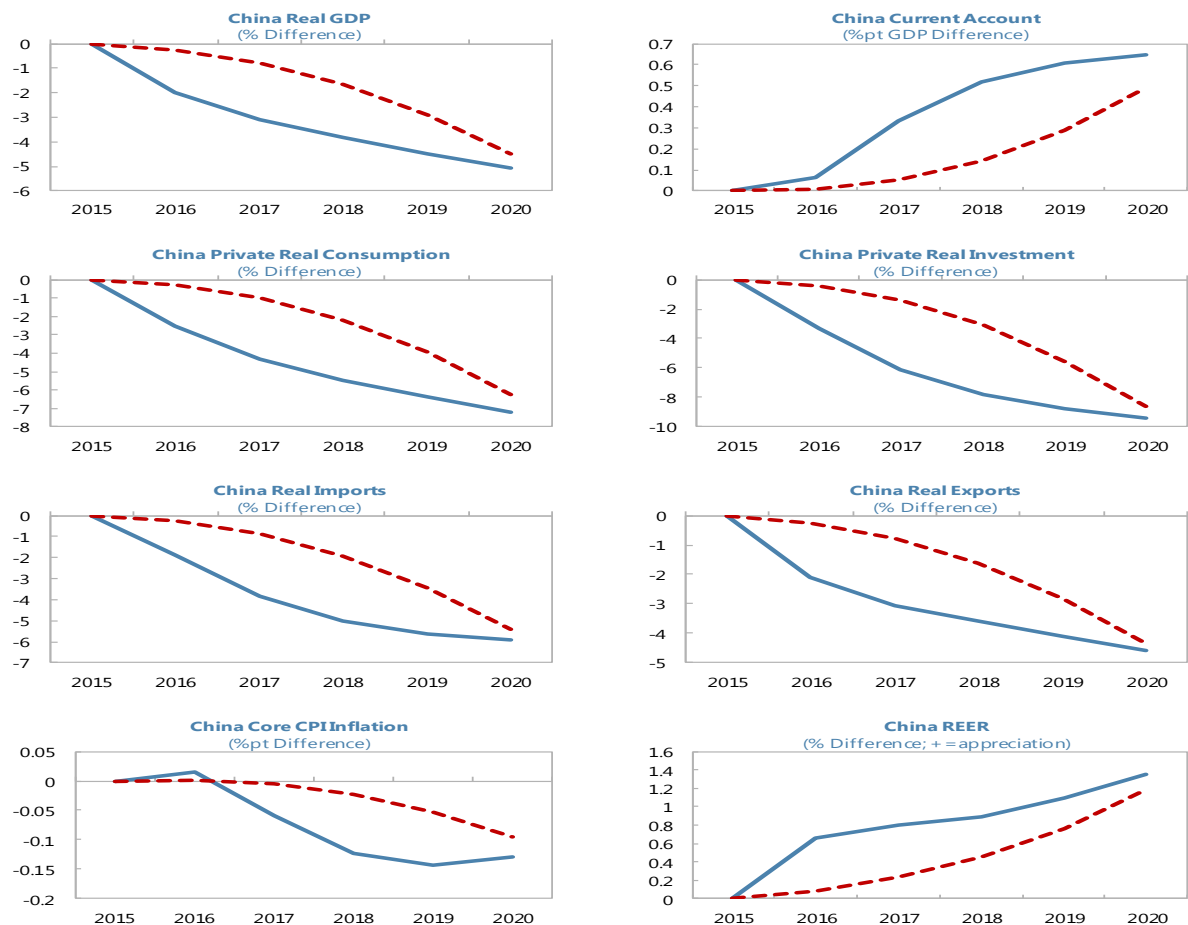 China Real GDP
(% Difference)
0
-1
-2
-3
-4
-5
-6
2015 2016 2017 2018 2019 2020
China Current Account
(%pt GDP Difference)
0.7
0.6
0.5
0.4
0.3
0.2
0.1
0
2015 2016 2017 2018 2019 2020
China Private Real Consumption
(% Difference)
0
-1
-2
-3
-4
-5
-6
-7
-8
2015 2016 2017 2018 2019 2020
China Private Real Investment
(% Difference)
0
-2
-4
-6
-8
-10
2015 2016 2017 2018 2019 2020
China Real Imports
(% Difference)
0
-1
-2
-3
-4
-5
-6
-7
2015 2016 2017 2018 2019 2020
China Real Exports
(% Difference)
0
-1
-2
-3
-4
-5
2015 2016 2017 2018 2019 2020
China Core CPI Inflation
(%pt Difference)
0.05
0
-0.05
-0.1
-0.15
-0.2
2015 2016 2017 2018 2019 2020
China REER
(% Difference; + = appreciation)
1.6
1.4
1.2
1
0.8
0.6
0.4
0.2
0
2015 2016 2017 2018 2019 2020